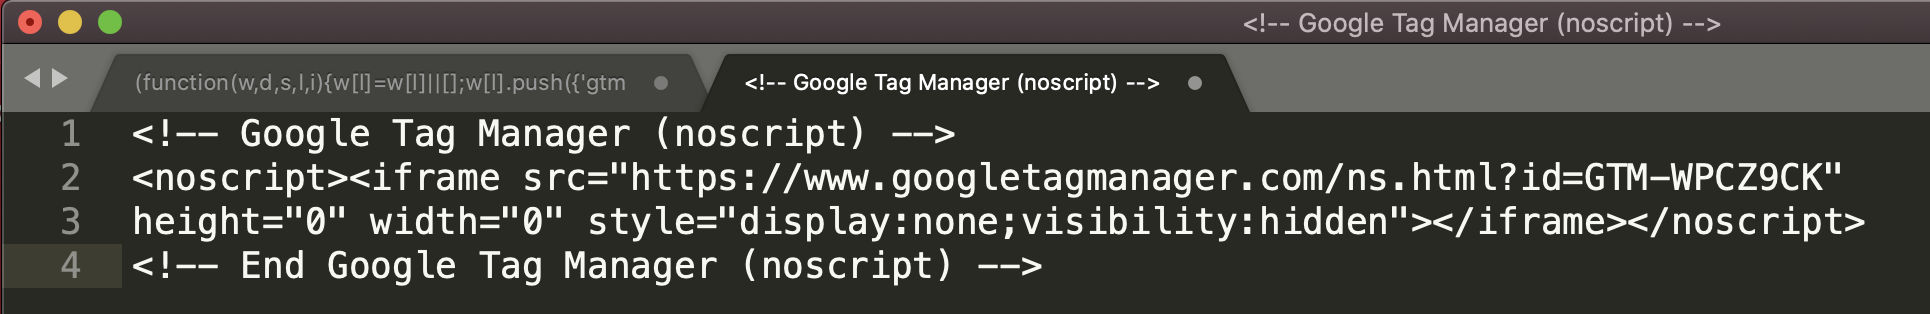 <!-- Google Tag Manager (noscript) -->
(function(w,d,s,l,i){w[l]=w[l]||[];w[l].push({'gtm
<!-- Google Tag Manager (noscript) -->
1 <!-- Google Tag Manager (noscript) -->
2 <noscript><iframe src="https://www.googletagmanager.com/ns.html?id=GTM-WPCZ9CK"
3 height="0" width="0" style="display:none;visibility:hidden"></iframe></noscript>
4 <!-- End Google Tag Manager (noscript) -->